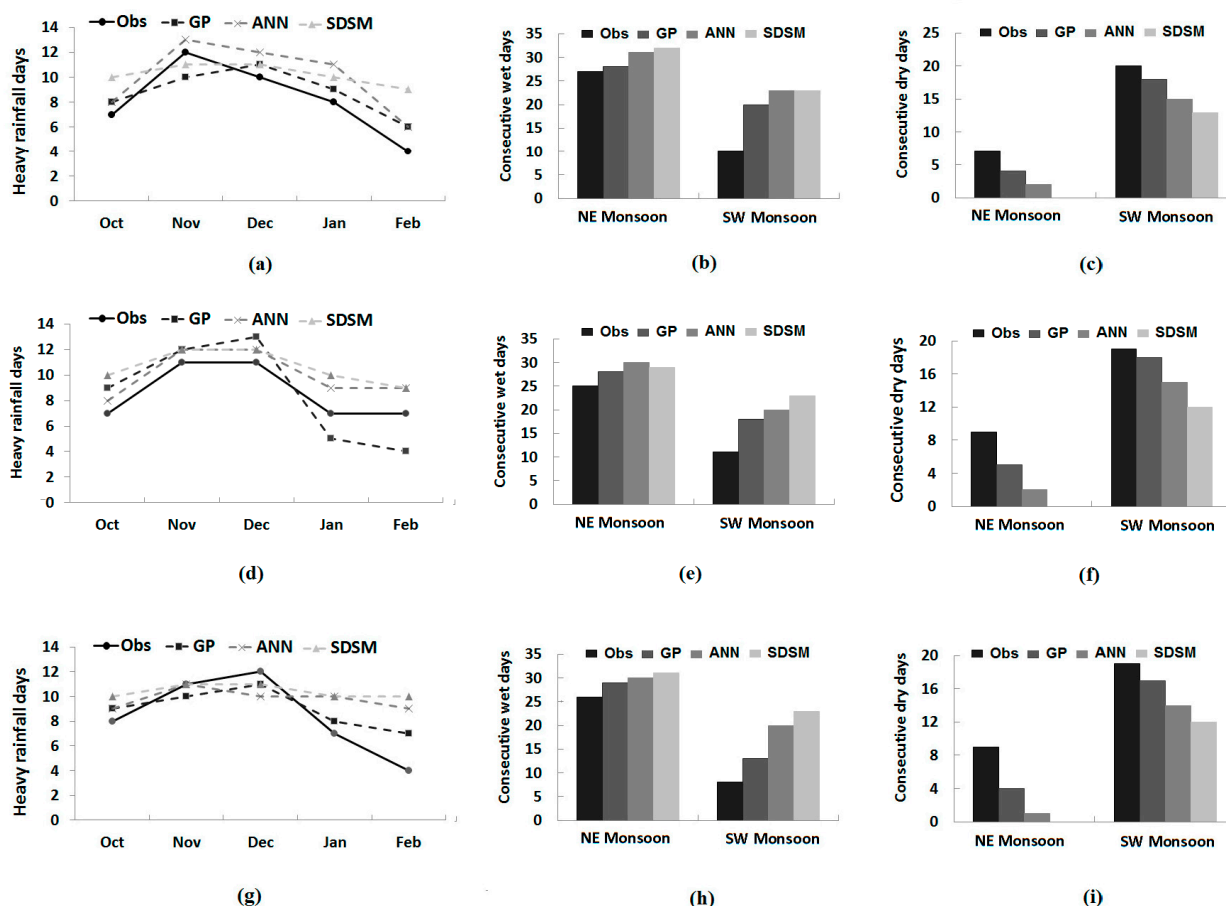 Obs GP ANN SDSM
Heavy rainfall days
14
12
10
8
6
4
2
0
Oct Nov Dec Jan Feb
(a)
Obs GP ANN SDSM
Consecutive wet days
35
30
25
20
15
10
5
0
NE Monsoon SW Monsoon
(b)
Obs GP ANN SDSM
Consecutive dry days
25
20
15
10
5
0
NE Monsoon SW Monsoon
(c)
Obs GP ANN SDSM
Heavy rainfall days
14
12
10
8
6
4
2
0
Oct Nov Dec Jan Feb
(d)
Obs GP ANN SDSM
Consecutive wet days
35
30
25
20
15
10
5
0
NE Monsoon SW Monsoon
(e)
Obs GP ANN SDSM
Consecutive dry days
20
16
12
8
4
0
NE Monsoon SW Monsoon
(f)
Obs GP ANN SDSM
Heavy rainfall days
14
12
10
8
6
4
2
0
Oct Nov Dec Jan Feb
(g)
Obs GP ANN SDSM
Consecutive wet days
35
30
25
20
15
10
5
0
NE Monsoon SW Monsoon
(h)
Obs GP ANN SDSM
Consecutive dry days
20
16
12
8
4
0
NE Monsoon SW Monsoon
(i)